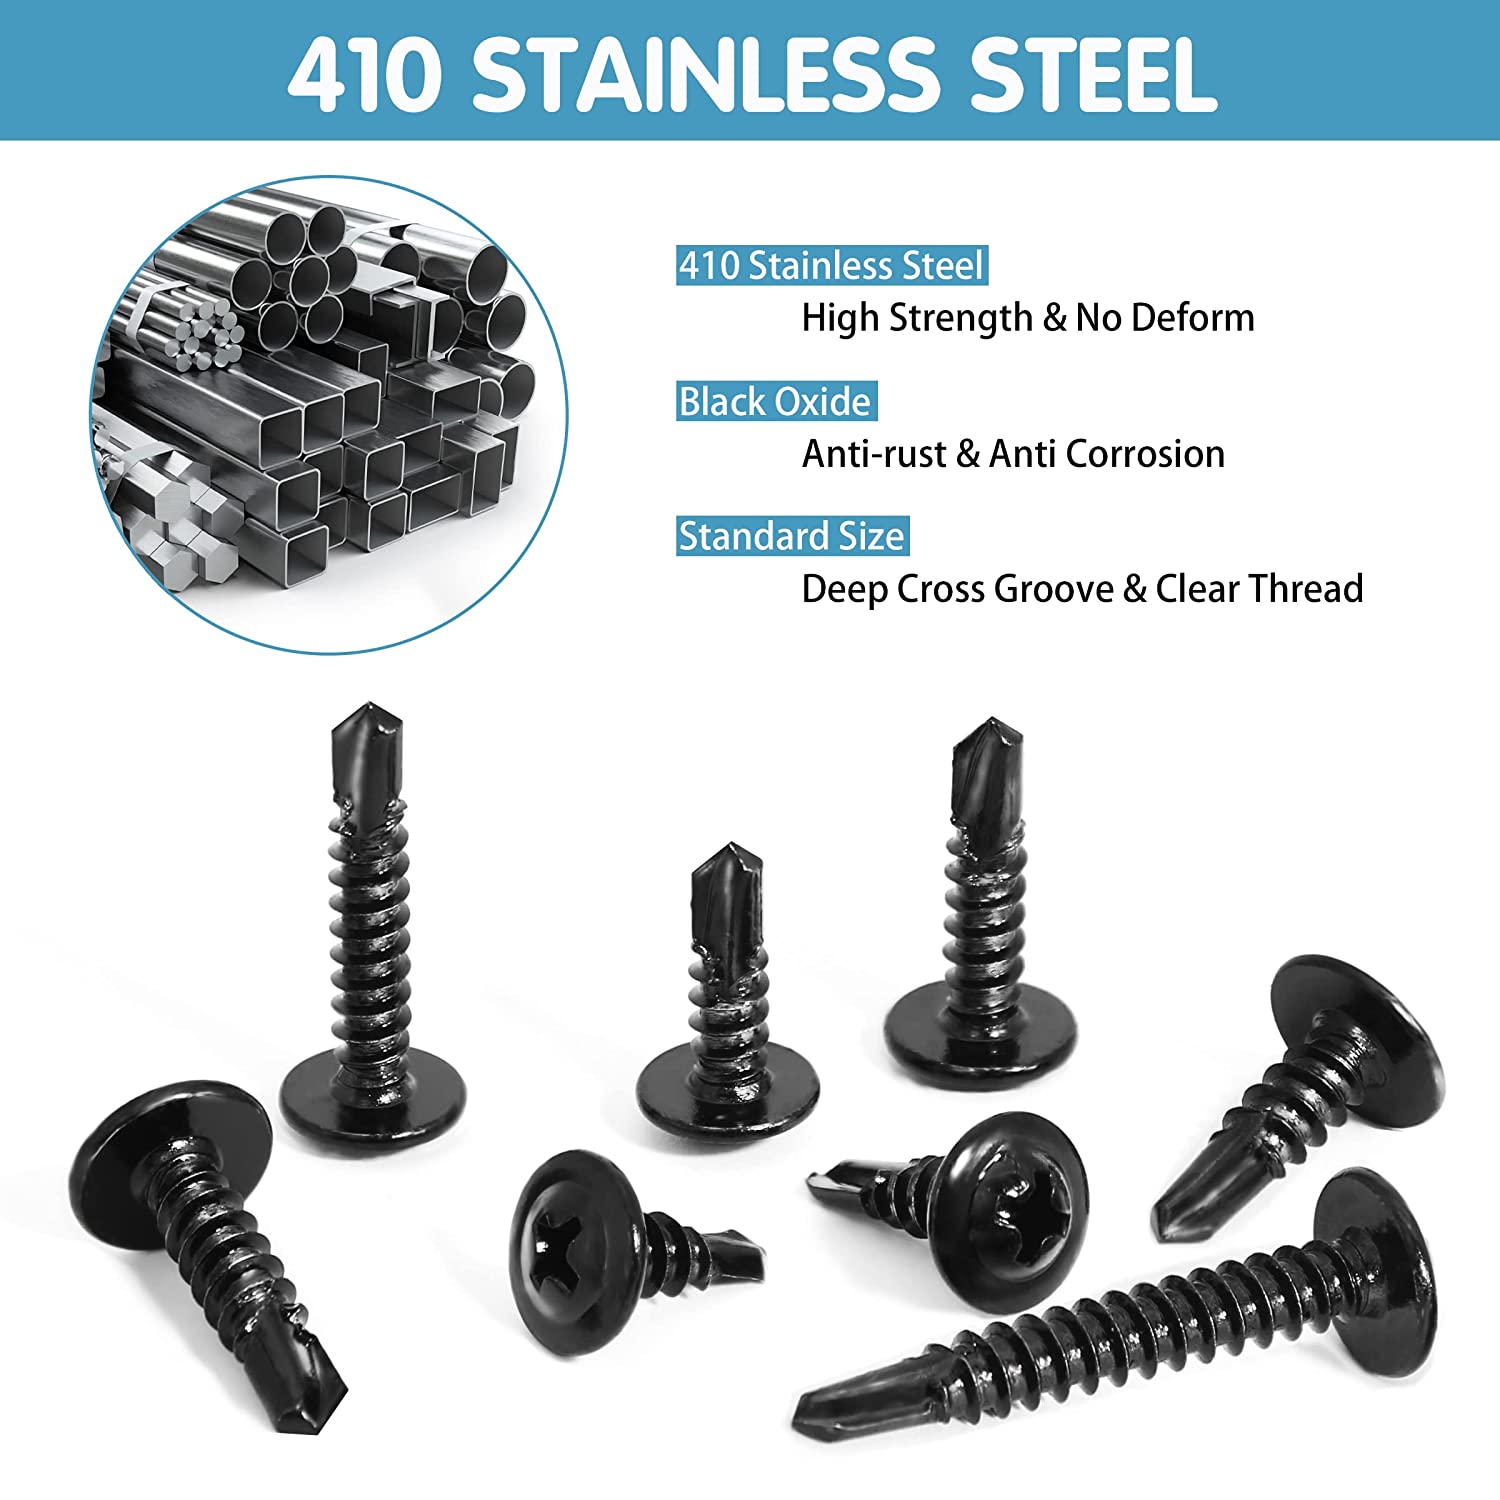 410 STAINLESS STEEL
410 Stainless Steel
High Strength & No Deform
Black Oxide
Anti-rust & Anti Corrosion
Standard Size
Deep Cross Groove & Clear Thread